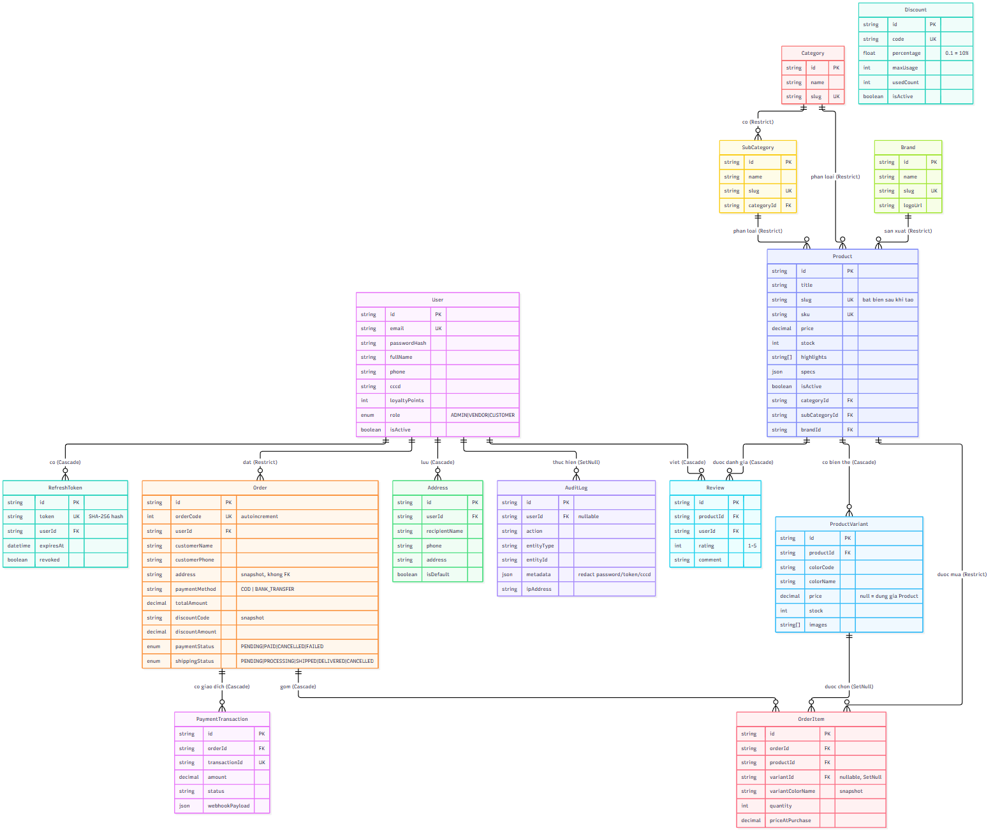 Discount
string id PK
string code UK
float percentage 0.1 = 10%
int maxUsage
int usedCount
boolean isActive
Category
string id PK
string name
string slug UK
co (Restrict)
phan loai (Restrict)
SubCategory
string id PK
string name
string slug UK
string categoryId FK
Brand
string id PK
string name
string slug UK
string logoUrl
phan loai (Restrict)
san xuat (Restrict)
Product
string id PK
string title
string slug UK bat bien sau khi tao
string sku UK
decimal price
int stock
string[] highlights
json specs
boolean isActive
string categoryId FK
string subCategoryId FK
string brandId FK
User
string id PK
string email UK
string passwordHash
string fullName
string phone
string cccd
int loyaltyPoints
enum role ADMIN|VENDOR|CUSTOMER
boolean isActive
co (Cascade)
dat (Restrict)
luu (Cascade)
thuc hien (SetNull)
viet (Cascade)
duoc danh gia (Cascade)
co bien the (Cascade)
duoc mua (Restrict)
RefreshToken
string id PK
string token UK SHA-256 hash
string userId FK
datetime expiresAt
boolean revoked
Order
string id PK
int orderCode UK autoincrement
string userId FK
string customerName
string customerPhone
string address snapshot, khong FK
string paymentMethod COD | BANK_TRANSFER
decimal totalAmount
string discountCode snapshot
decimal discountAmount
enum paymentStatus PENDING|PAID|CANCELLED|FAILED
enum shippingStatus PENDING|PROCESSING|SHIPPED|DELIVERED|CANCELLED
Address
string id PK
string userId FK
string recipientName
string phone
string address
boolean isDefault
AuditLog
string id PK
string userId FK nullable
string action
string entityType
string entityId
json metadata redact password/token/cccd
string ipAddress
Review
string id PK
string productId FK
string userId FK
int rating 1-5
string comment
ProductVariant
string id PK
string productId FK
string colorCode
string colorName
decimal price null = dung gia Product
int stock
string[] images
co giao dich (Cascade)
gom (Cascade)
duoc chon (SetNull)
PaymentTransaction
string id PK
string orderId FK
string transactionId UK
decimal amount
string status
json webhookPayload
OrderItem
string id PK
string orderId FK
string productId FK
string variantId FK nullable, SetNull
string variantColorName snapshot
int quantity
decimal priceAtPurchase